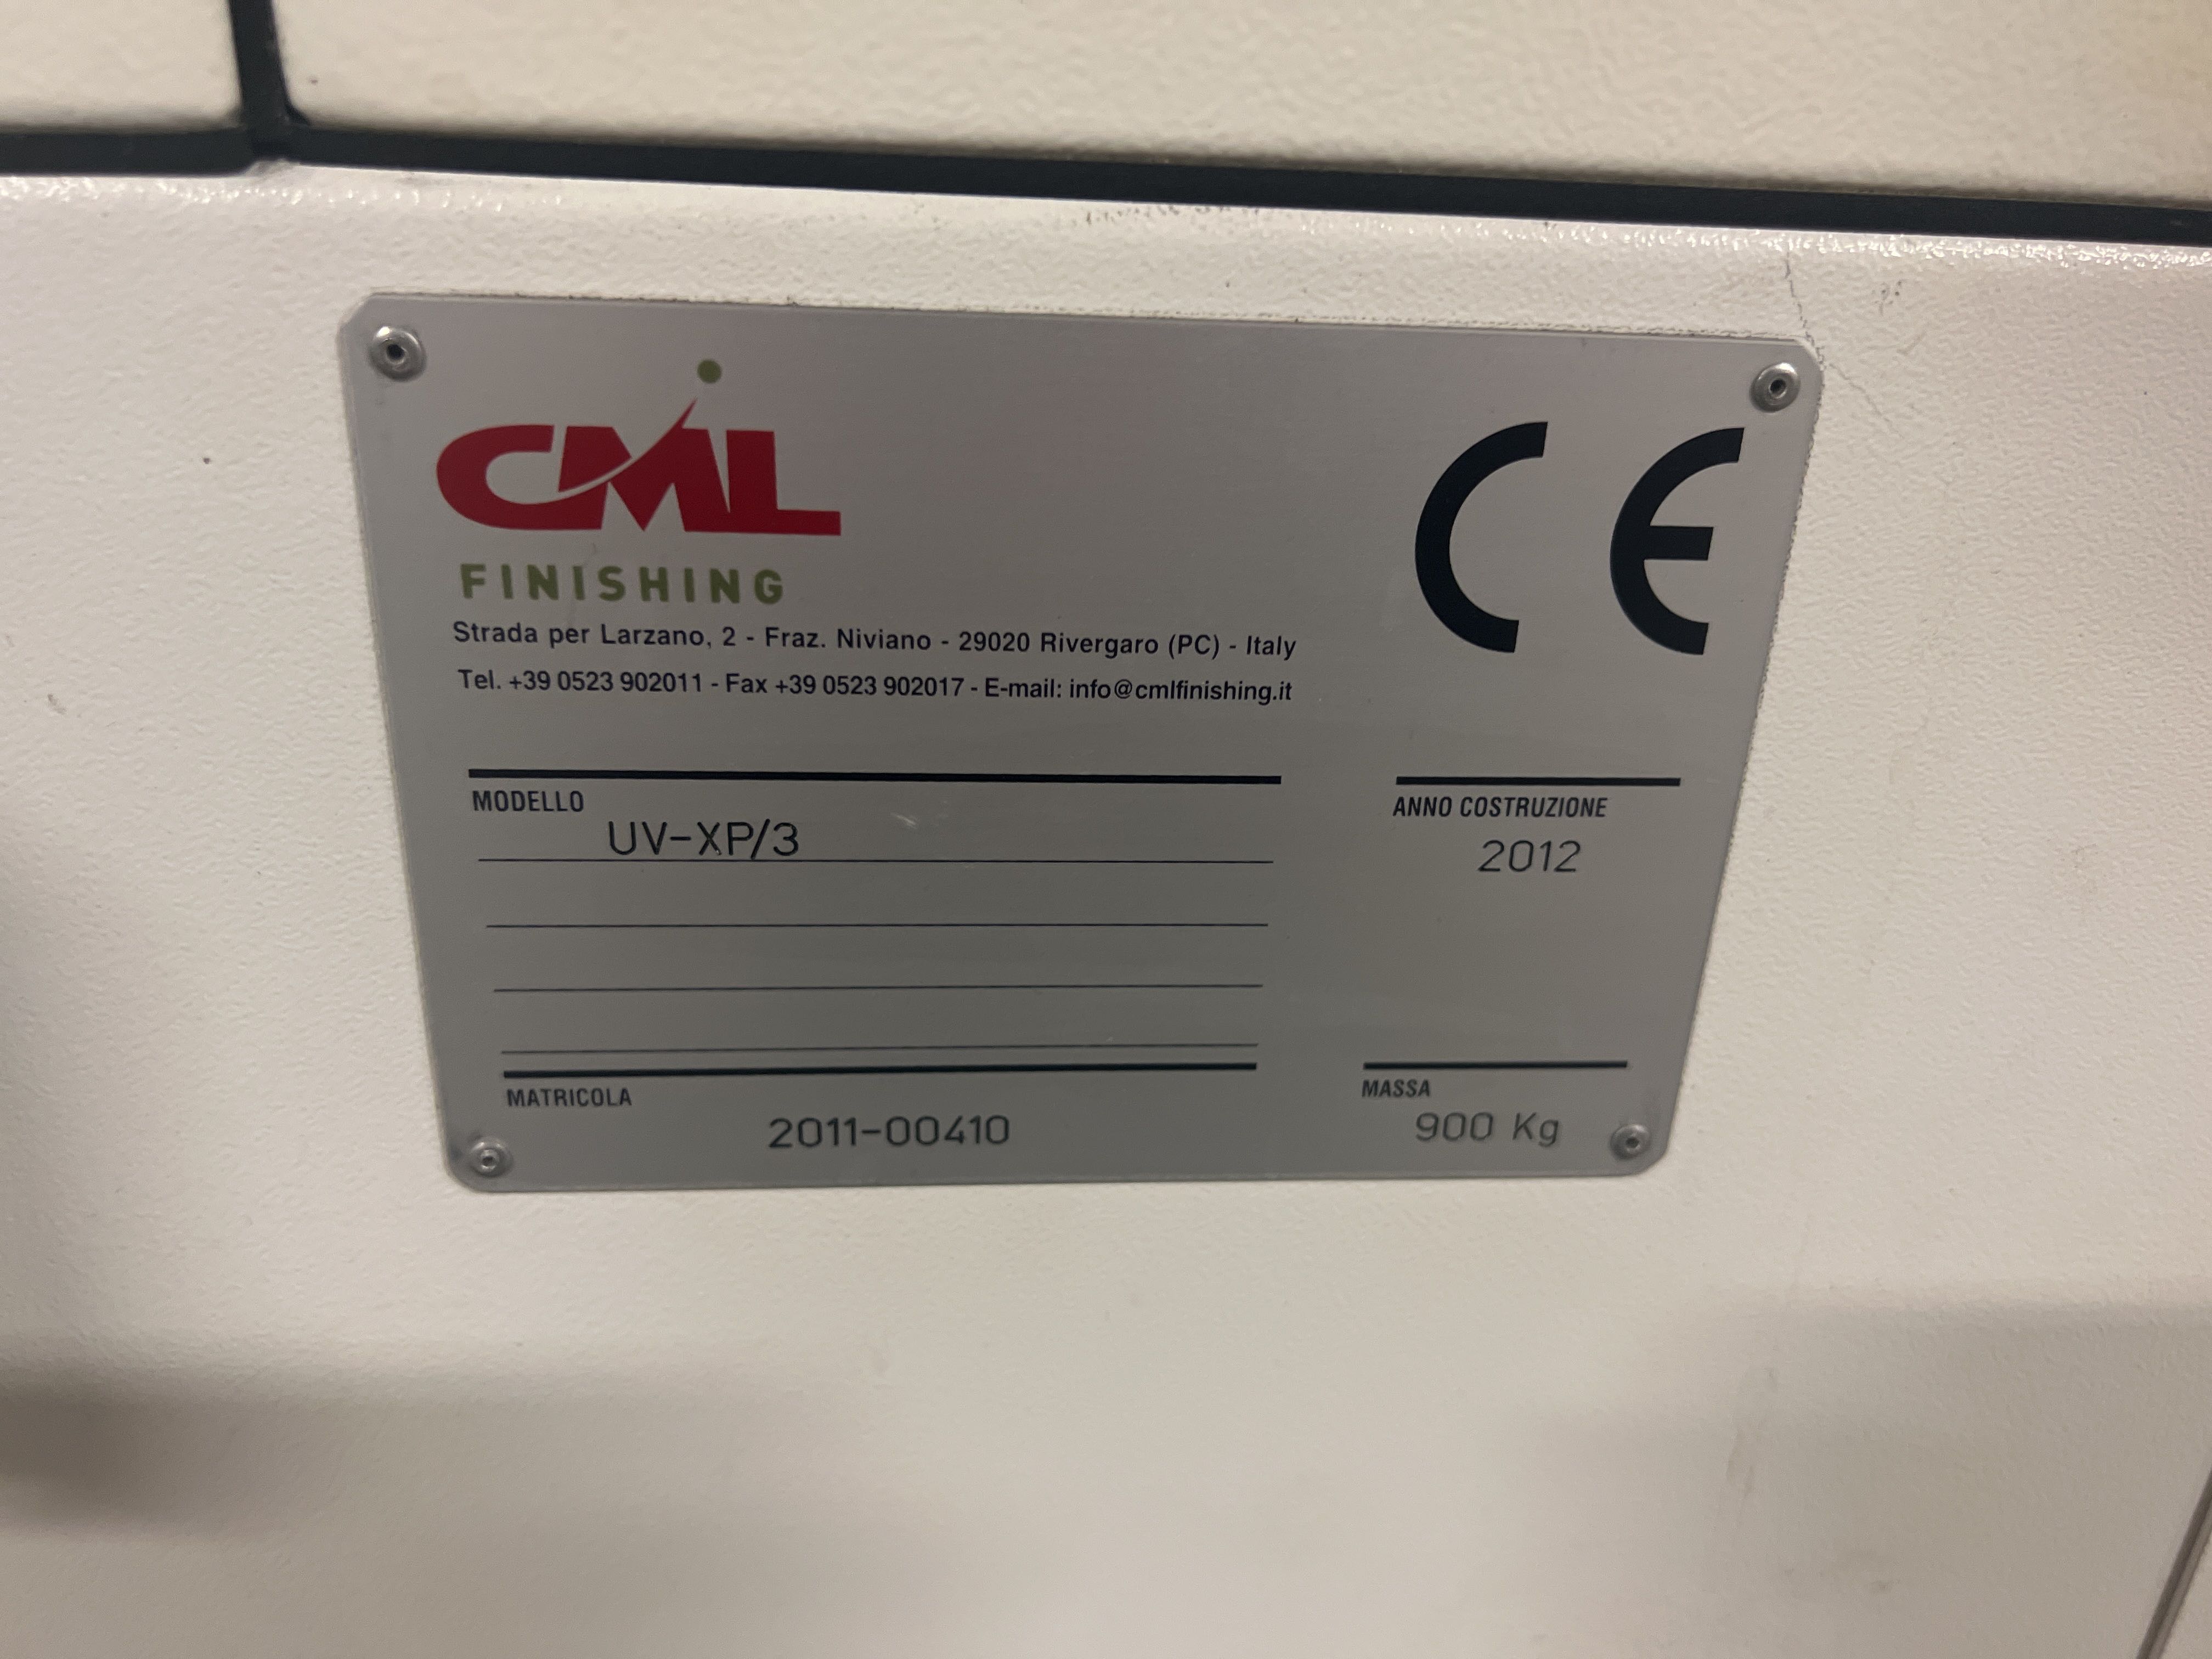 CML
FINISHING
CE
Strada per Larzano, 2 - Fraz. Niviano - 29020 Rivergaro (PC) - Italy
Tel. +39 0523 902011 - Fax +39 0523 902017 - E-mail: info@cmlfinishing.it
MODELLO
UV-XP/3
ANNO COSTRUZIONE
2012
MATRICOLA
2011-00410
MASSA
900 Kg